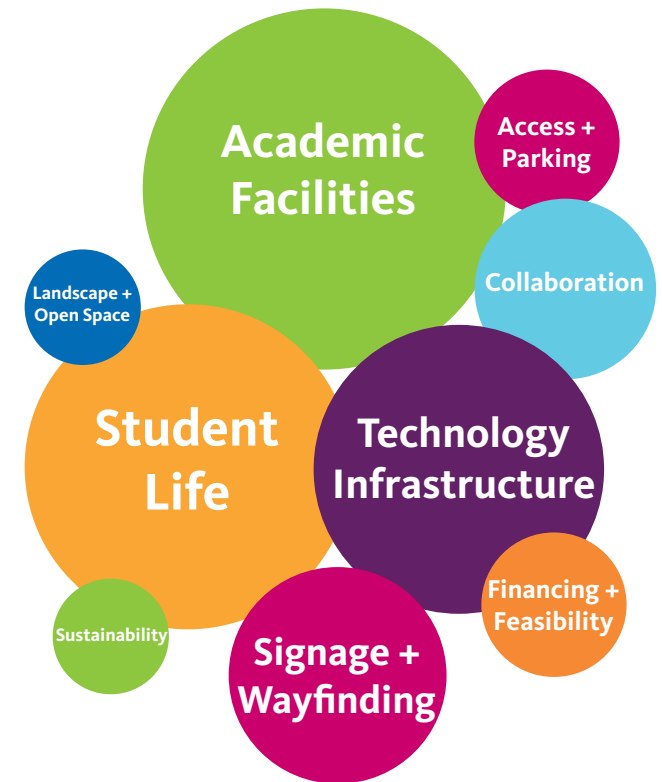 Academic
Facilities
Access +
Parking
Collaboration
Landscape +
Open Space
Student
Life
Technology
Infrastructure
Financing +
Feasibility
Sustainability
Signage +
Wayfinding